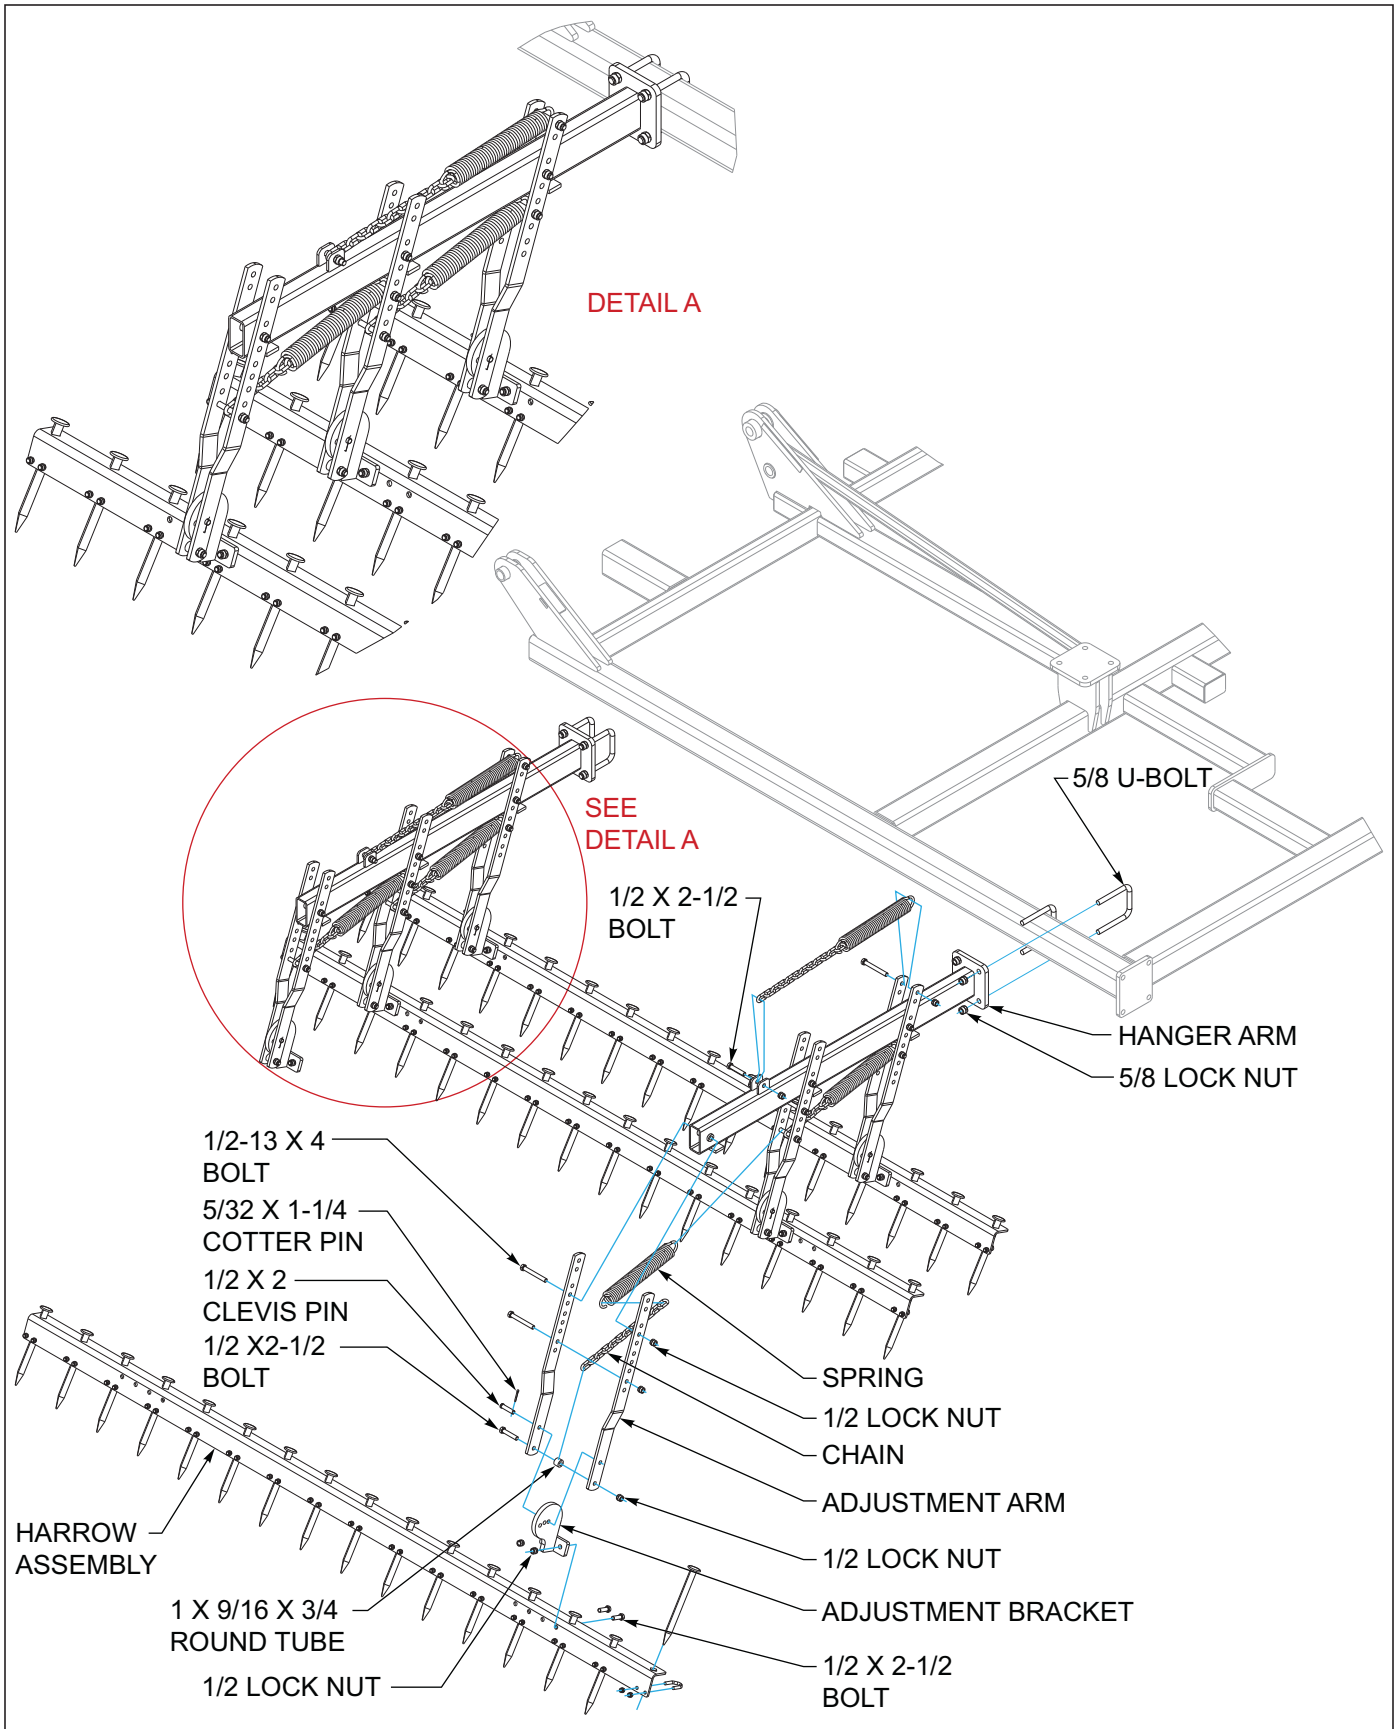 DETAIL A
5/8 U-BOLT
SEE
DETAIL A
1/2 X 2-1/2
BOLT
HANGER ARM
5/8 LOCK NUT
1/2-13 X 4
BOLT
5/32 X 1-1/4
COTTER PIN
1/2 X 2
CLEVIS PIN
1/2 X2-1/2
BOLT
SPRING
1/2 LOCK NUT
CHAIN
ADJUSTMENT ARM
HARROW
ASSEMBLY
1/2 LOCK NUT
1 X 9/16 X 3/4
ROUND TUBE
ADJUSTMENT BRACKET
1/2 LOCK NUT
1/2 X 2-1/2
BOLT